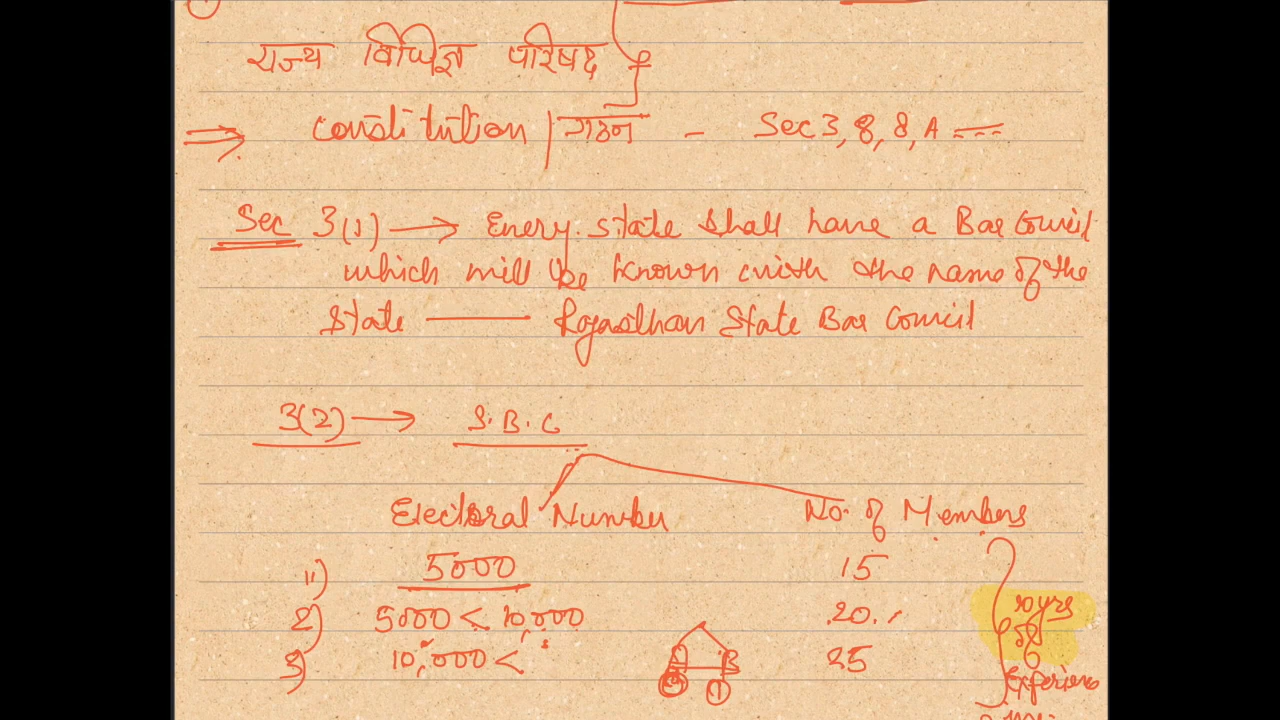 राज्य विधिज्ञ परिषद
⇒ constitution | गठन - Sec 3, 8, 8, A ---
Sec 3(1) → Every state shall have a Bar Council
which will be known with the name of the
State — Rajasthan State Bar Council
3(2) → S.B.C
Electoral Number No. of Members
1) 5000 15
2) 5000 < 10,000 20.
3) 10,000 < 25
10 yrs
of
Experience